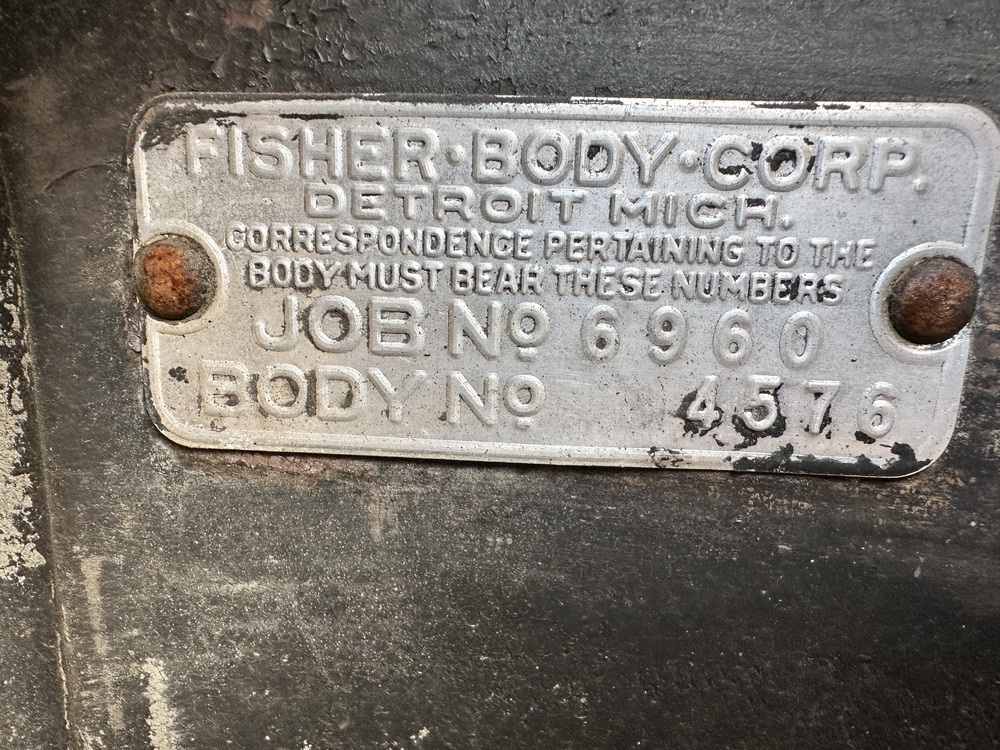 FISHER·BODY·CORP.
DETROIT MICH.
CORRESPONDENCE PERTAINING TO THE
BODY MUST BEAR THESE NUMBERS
JOB No 6960
BODY No 4576